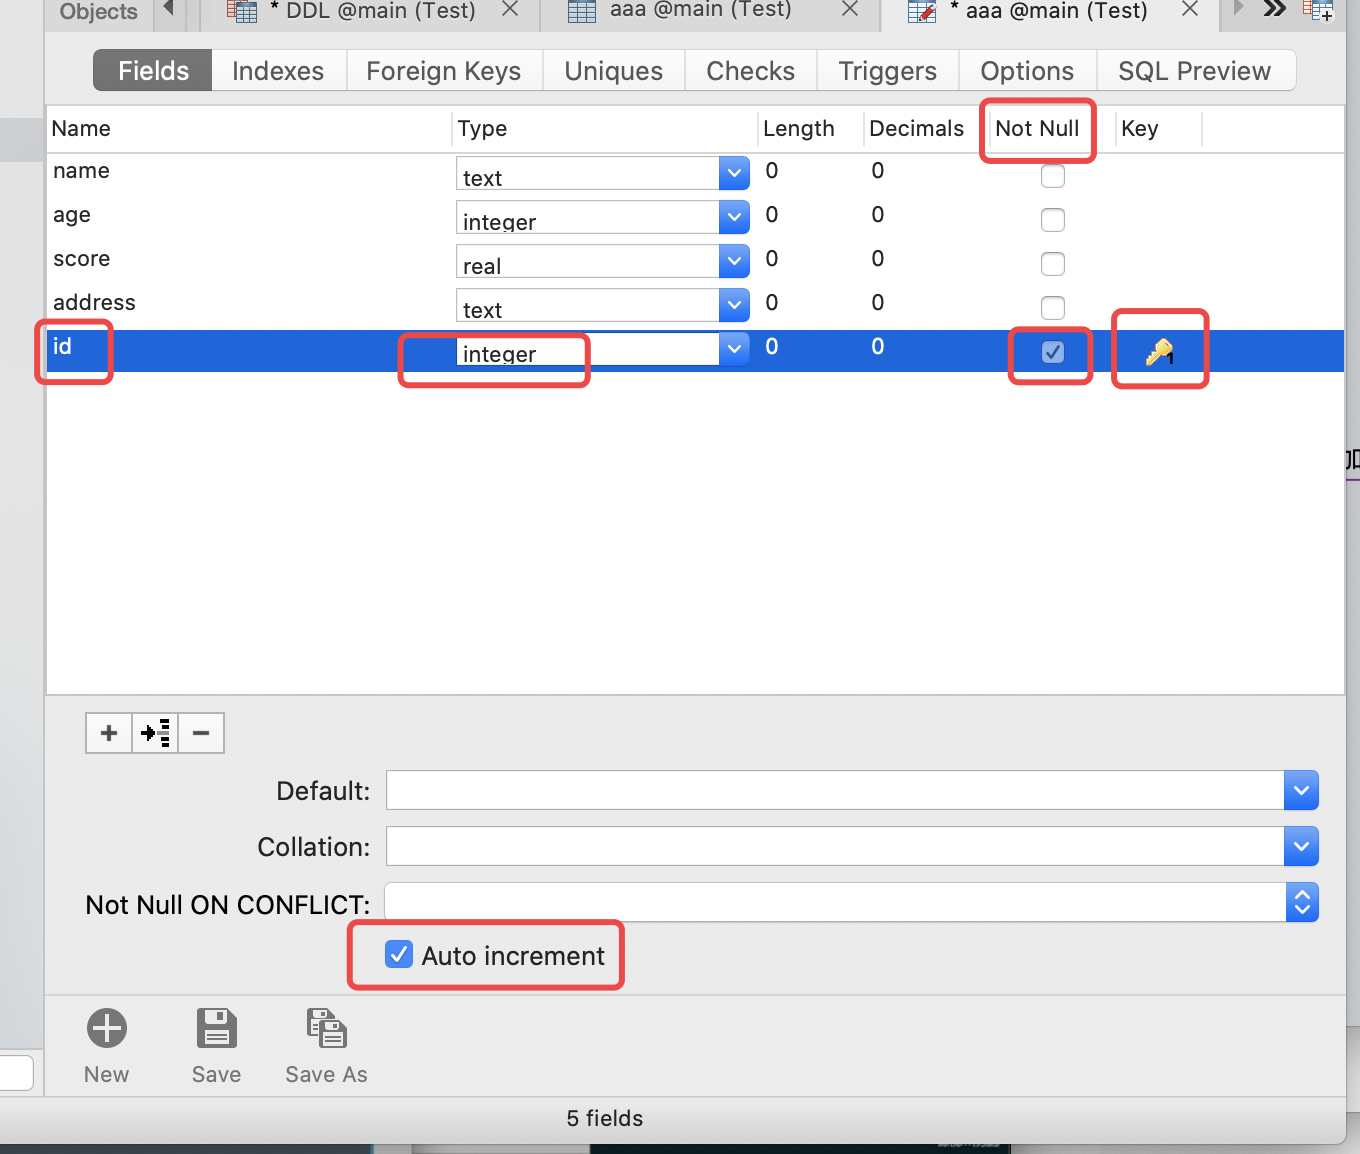 Objects * DDL @main (Test) aaa @main (Test) * aaa @main (Test)
Fields Indexes Foreign Keys Uniques Checks Triggers Options SQL Preview
Name Type Length Decimals Not Null Key
name text 0 0
age integer 0 0
score real 0 0
address text 0 0
id integer 0 0 1
加
Default:
Collation:
Not Null ON CONFLICT:
Auto increment
New Save Save As
5 fields